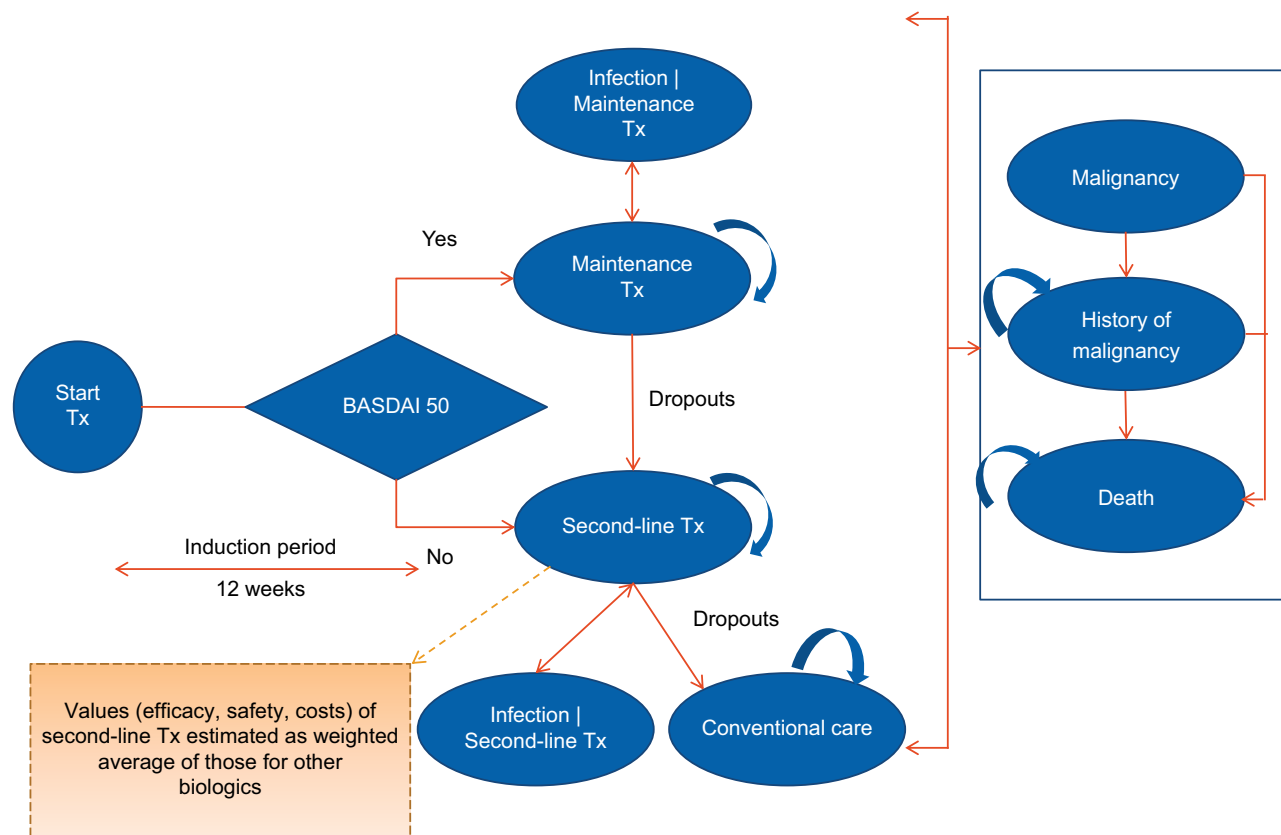 Infection |
Maintenance
Tx
Malignancy
Yes
Maintenance
Tx
History of
malignancy
Start
Tx
BASDAI 50
Dropouts
Death
Second-line Tx
Induction period
No
12 weeks
Dropouts
Values (efficacy, safety, costs) of
second-line Tx estimated as weighted
average of those for other
biologics
Infection |
Second-line Tx
Conventional care